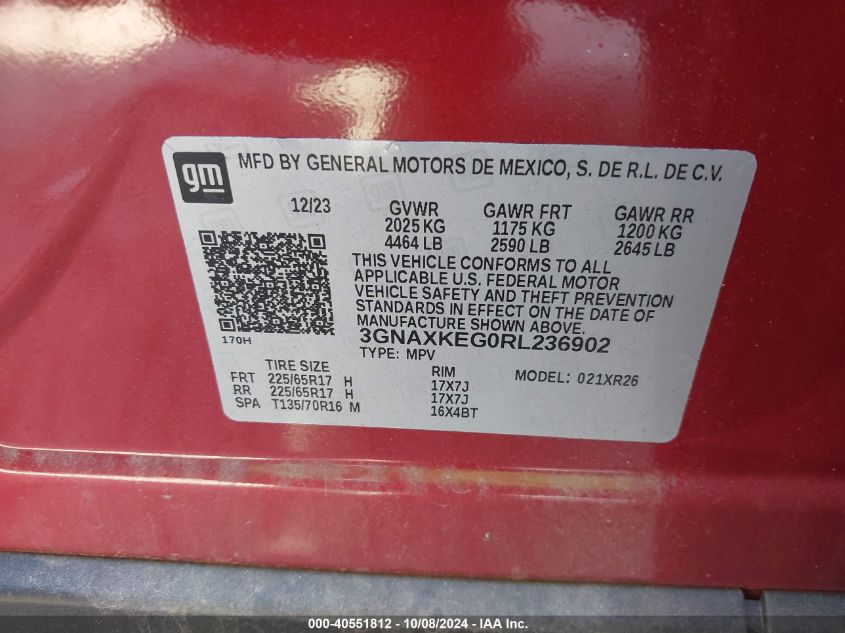 gm MFD BY GENERAL MOTORS DE MEXICO, S. DE R.L. DE C.V.
12/23 GVWR GAWR FRT GAWR RR
2025 KG 1175 KG 1200 KG
4464 LB 2590 LB 2645 LB
THIS VEHICLE CONFORMS TO ALL
APPLICABLE U.S. FEDERAL MOTOR
VEHICLE SAFETY AND THEFT PREVENTION
STANDARDS IN EFFECT ON THE DATE OF
MANUFACTURE SHOWN ABOVE.
170H 3GNAXKEG0RL236902
TYPE: MPV
TIRE SIZE RIM MODEL: 021XR26
FRT 225/65R17 H 17X7J
RR 225/65R17 H 17X7J
SPA T135/70R16 M 16X4BT
000-40551812 - 10/08/2024 - IAA Inc.